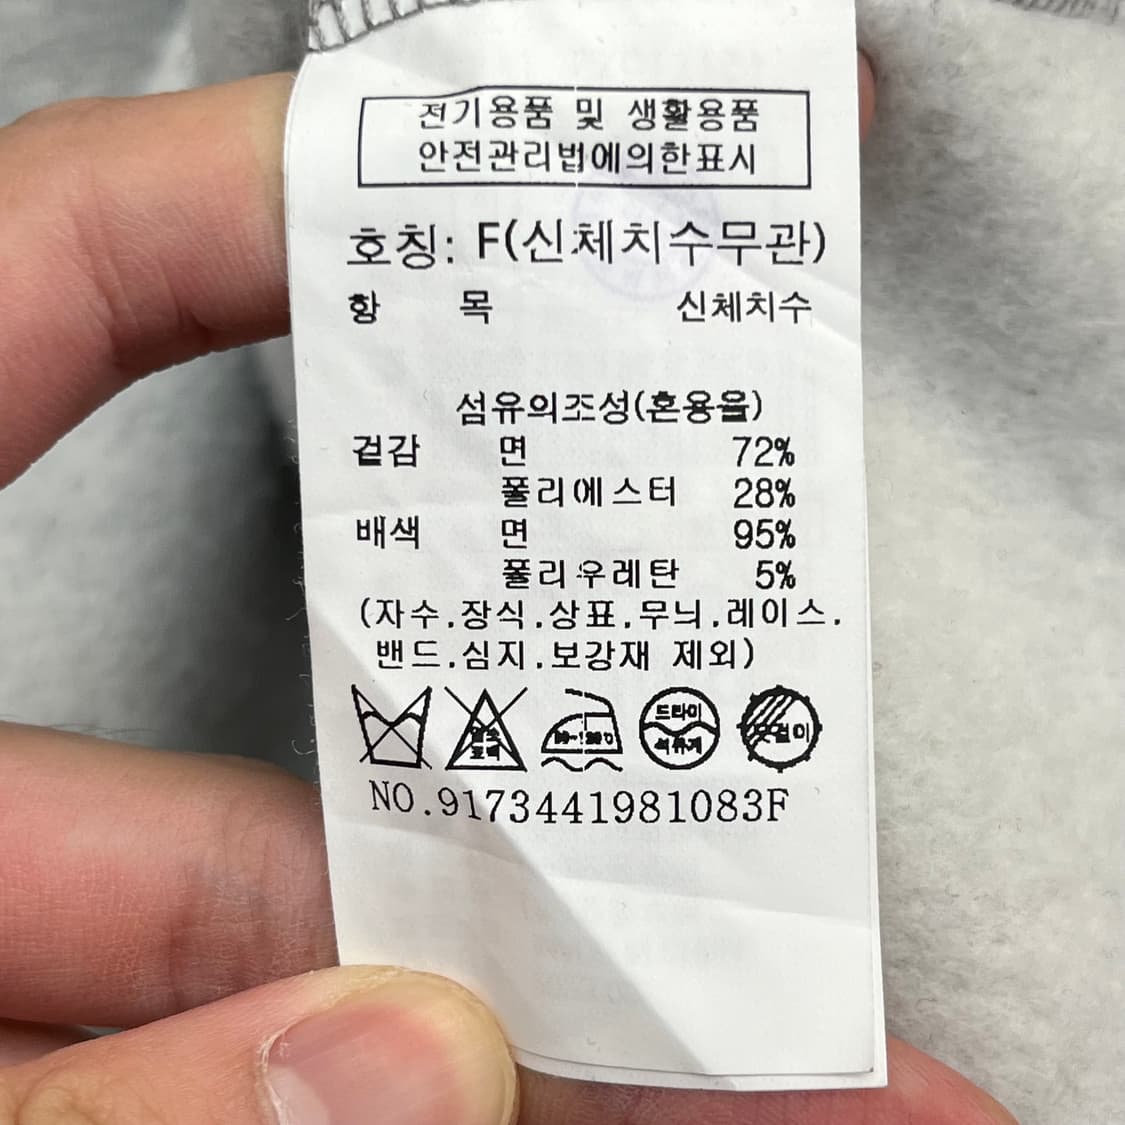 전기용품 및 생활용품
안전관리법에의한표시
호칭: F(신체치수무관)
항 목 신체치수
섬유의조성(혼용율)
겉감 면 72%
폴리에스터 28%
배색 면 95%
폴리우레탄 5%
(자수.장식.상표.무늬.레이스.
밴드.심지.보강재 제외)
드라이
석유계
NO.9173441981083F